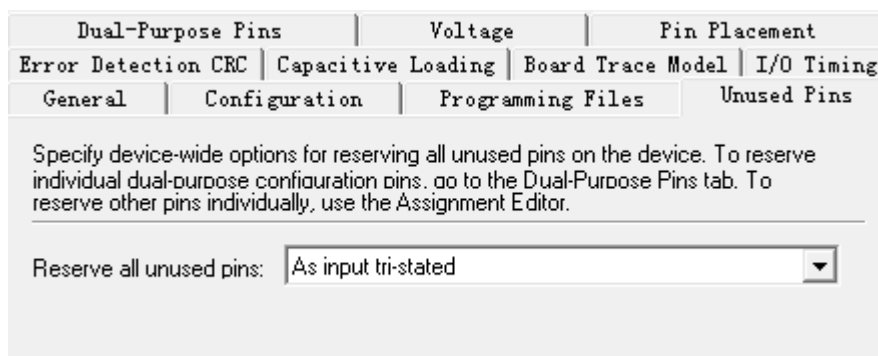 Dual-Purpose Pins Voltage Pin Placement
Error Detection CRC Capacitive Loading Board Trace Model I/O Timing
General Configuration Programming Files Unused Pins
Specify device-wide options for reserving all unused pins on the device. To reserve
individual dual-purpose configuration pins, go to the Dual-Purpose Pins tab. To
reserve other pins individually, use the Assignment Editor.
Reserve all unused pins: As input tri-stated